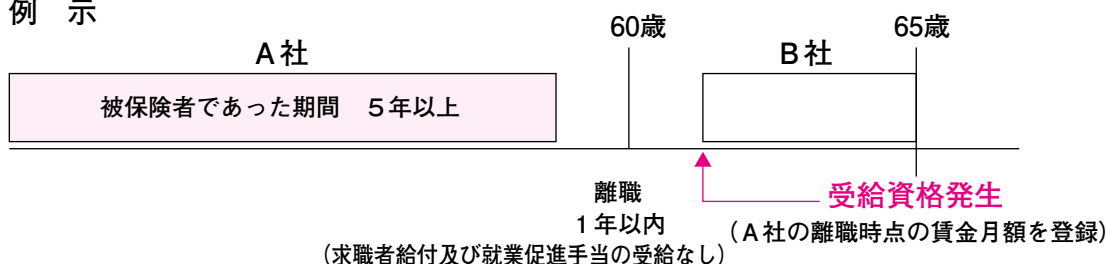 例 示
60歳
65歳
A社
B社
被保険者であった期間 5年以上
離職
1年以内
(求職者給付及び就業促進手当の受給なし)
受給資格発生
(A社の離職時点の賃金月額を登録)